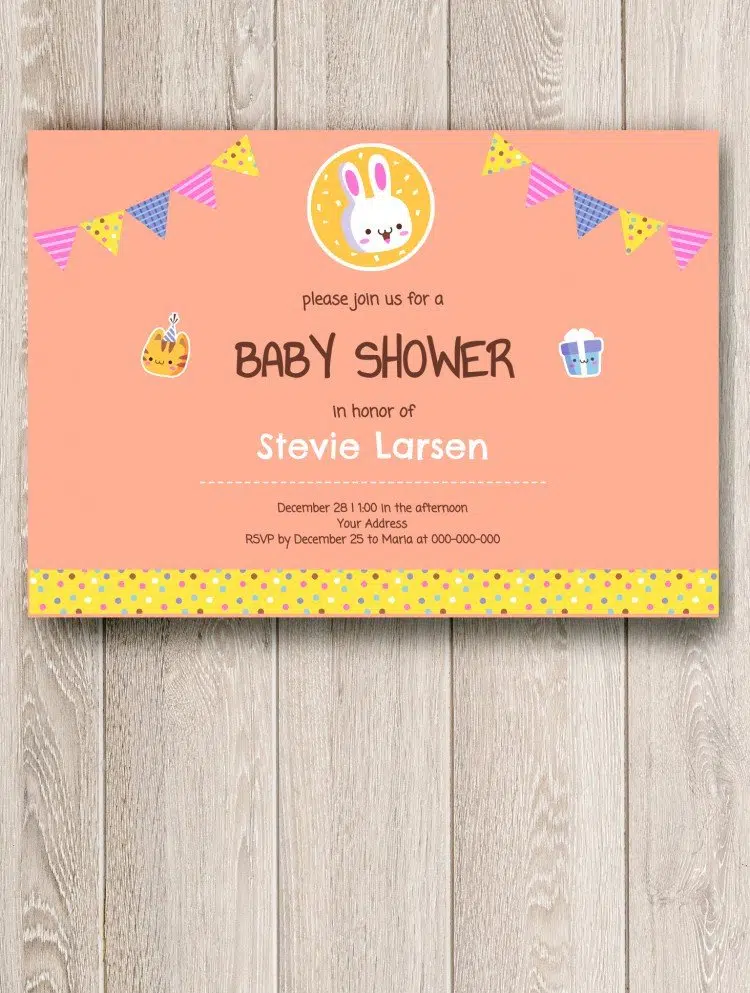 please join us for a
BABY SHOWER
in honor of
Stevie Larsen
December 28 | 1:00 in the afternoon
Your Address
RSVP by December 25 to Maria at 000-000-000